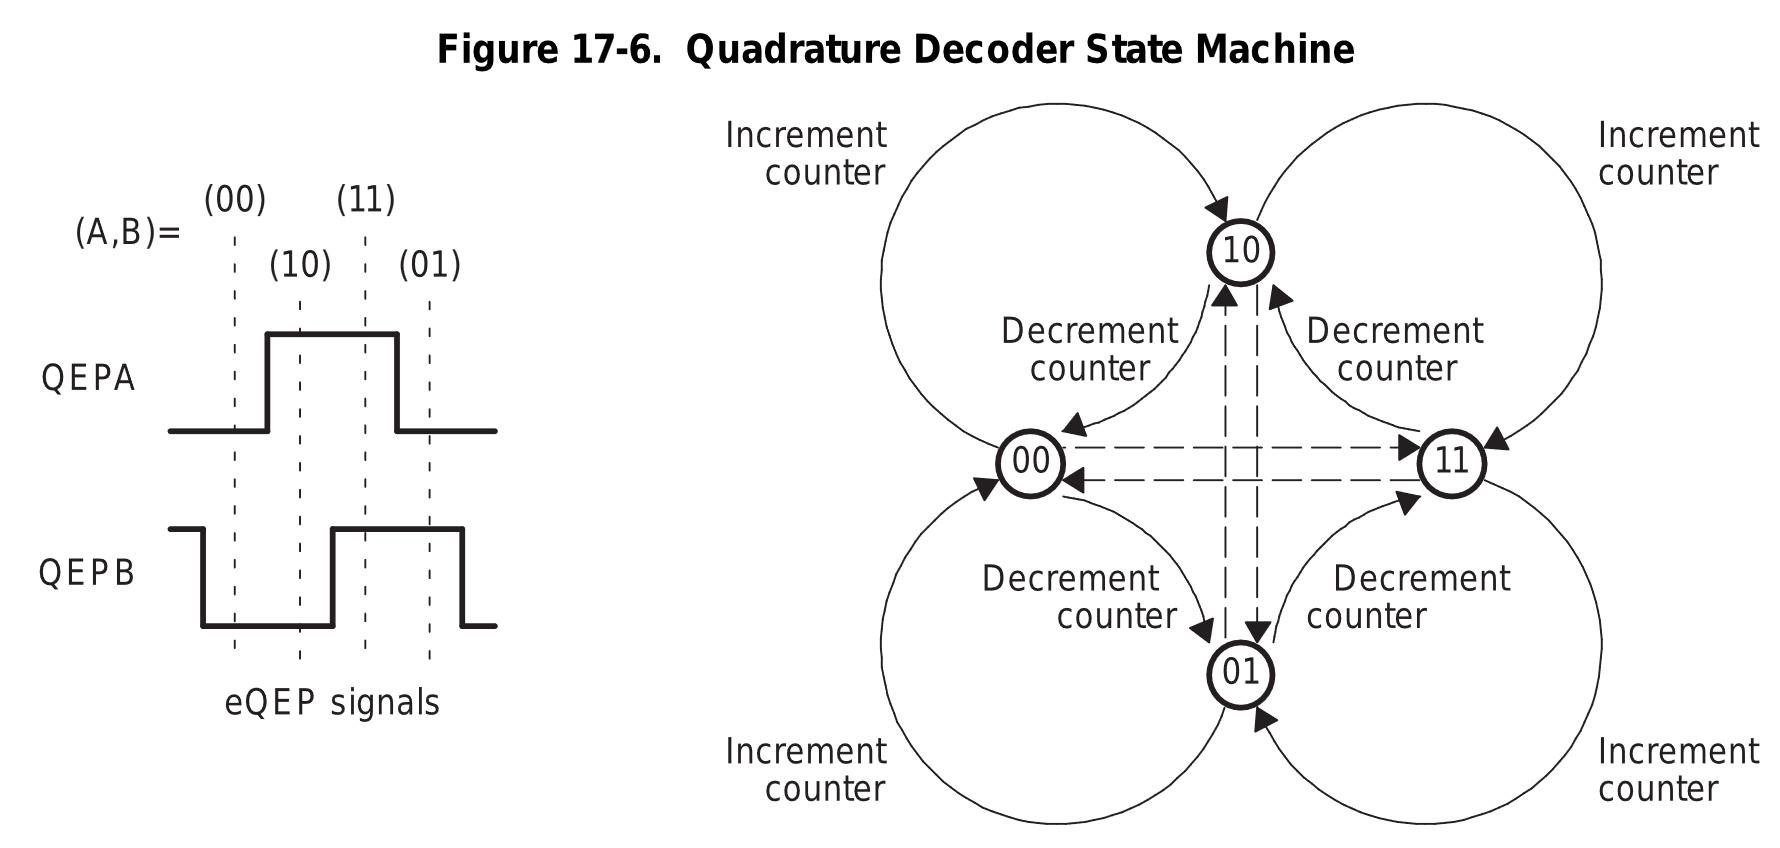 Figure 17-6. Quadrature Decoder State Machine
(A,B)=
(00)
(11)
(10)
(01)
QEPA
QEPB
eQEP signals
Increment
counter
Increment
counter
10
Decrement
counter
Decrement
counter
00
11
Decrement
counter
Decrement
counter
01
Increment
counter
Increment
counter